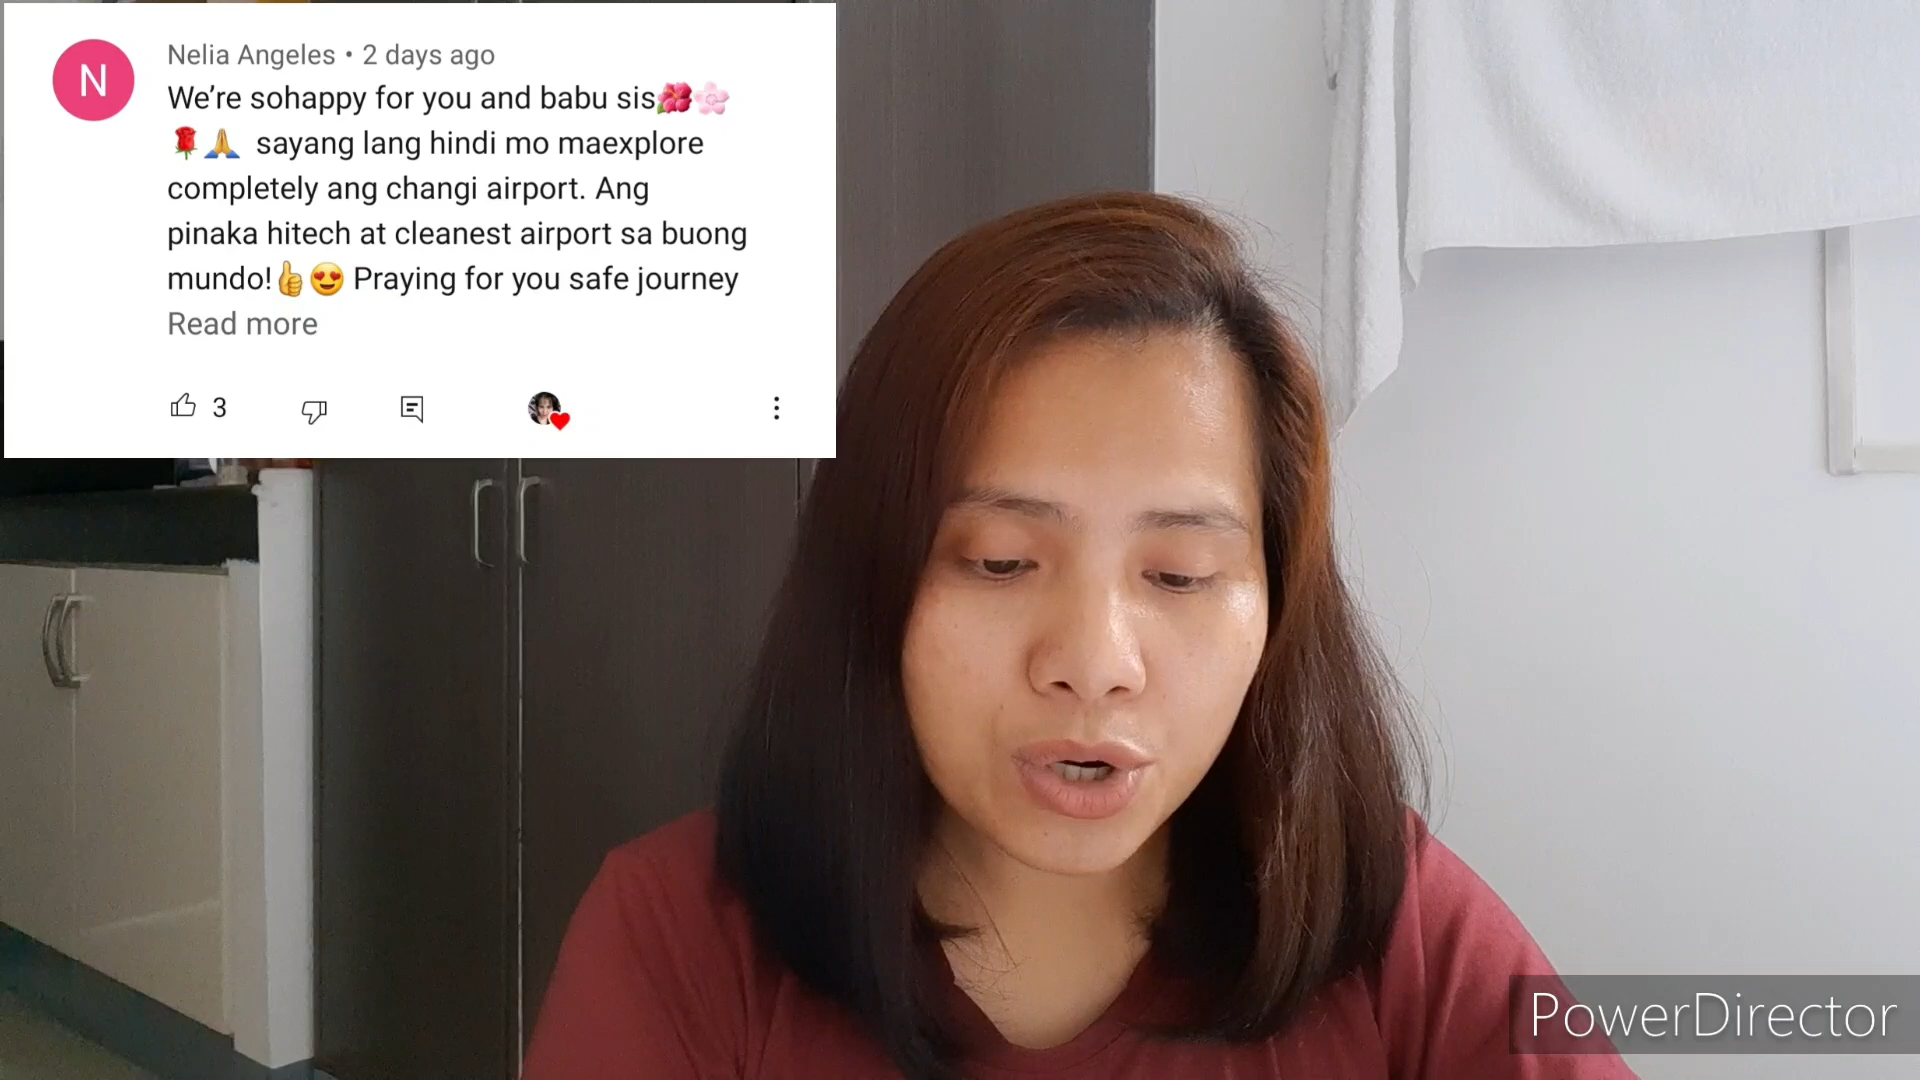 N
Nelia Angeles • 2 days ago
We’re sohappy for you and babu sis🌺🌸
🌹🙏 sayang lang hindi mo maexplore
completely ang changi airport. Ang
pinaka hitech at cleanest airport sa buong
mundo!👍😍 Praying for you safe journey
Read more
3
PowerDirector